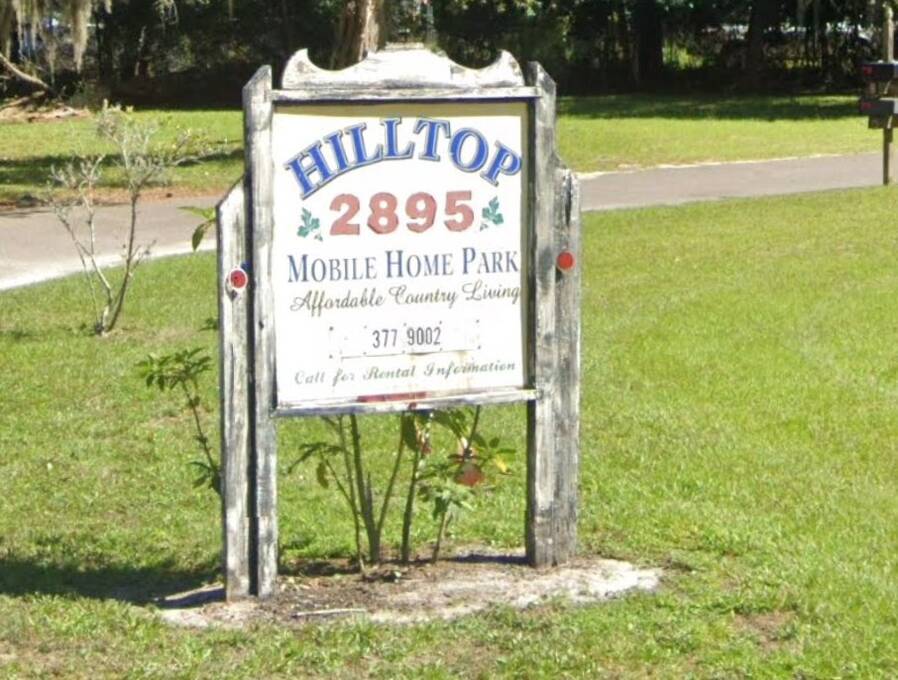 HILLTOP
2895
MOBILE HOME PARK
Affordable Country Living
377 9002
Call for Rental Information